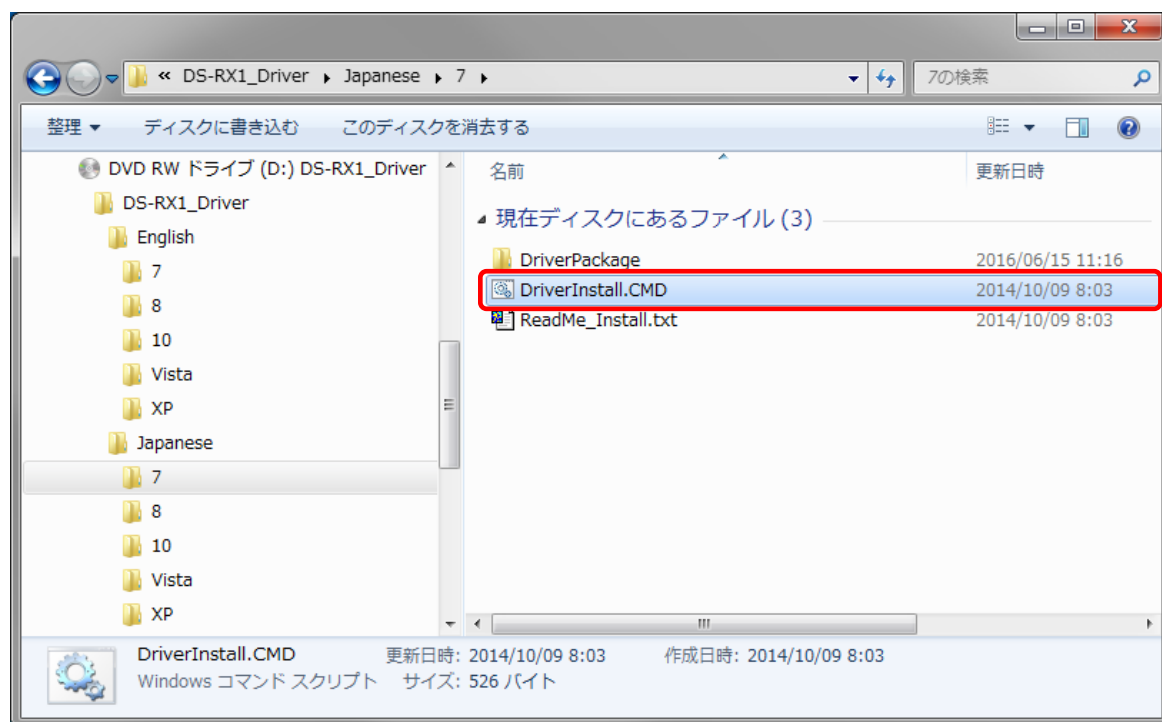 « DS-RX1_Driver ▸ Japanese ▸ 7 ▸
7の検索
整理 ▼ ディスクに書き込む このディスクを消去する
DVD RW ドライブ (D:) DS-RX1_Driver
DS-RX1_Driver
English
7
8
10
Vista
XP
Japanese
7
8
10
Vista
XP
名前 更新日時
現在ディスクにあるファイル (3)
DriverPackage 2016/06/15 11:16
DriverInstall.CMD 2014/10/09 8:03
ReadMe_Install.txt 2014/10/09 8:03
DriverInstall.CMD 更新日時: 2014/10/09 8:03 作成日時: 2014/10/09 8:03
Windows コマンド スクリプト サイズ: 526 バイト